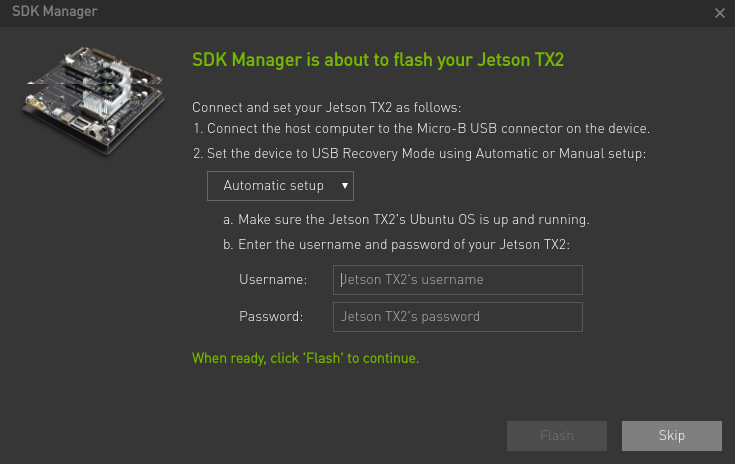 SDK Manager
SDK Manager is about to flash your Jetson TX2
Connect and set your Jetson TX2 as follows:
1. Connect the host computer to the Micro-B USB connector on the device.
2. Set the device to USB Recovery Mode using Automatic or Manual setup:
Automatic setup
a. Make sure the Jetson TX2's Ubuntu OS is up and running.
b. Enter the username and password of your Jetson TX2:
Username: Jetson TX2's username
Password: Jetson TX2's password
When ready, click 'Flash' to continue.
Flash Skip